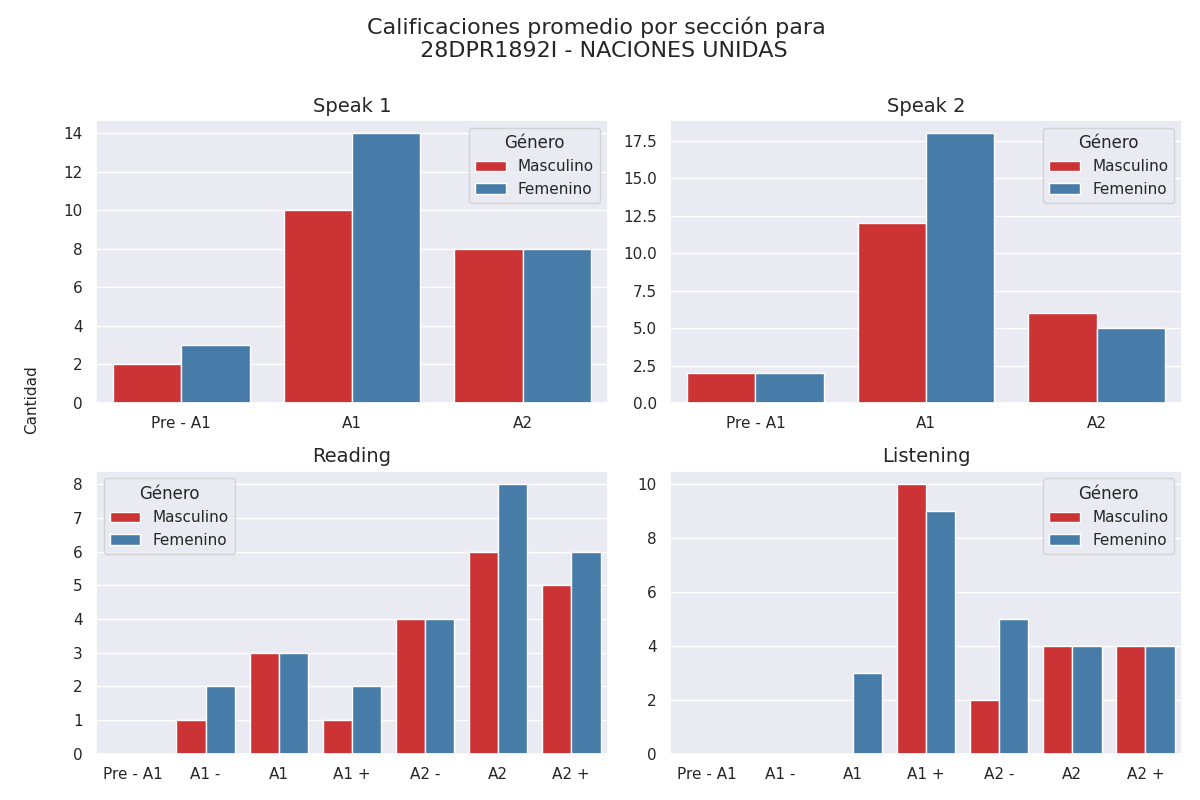 Calificaciones promedio por sección para
28DPR1892I - NACIONES UNIDAS
Cantidad
Speak 1
14
12
10
8
6
4
2
0
Género
Masculino
Femenino
Pre - A1 A1 A2
Speak 2
17.5
15.0
12.5
10.0
7.5
5.0
2.5
0.0
Género
Masculino
Femenino
Pre - A1 A1 A2
Reading
8
7
6
5
4
3
2
1
0
Género
Masculino
Femenino
Pre - A1 A1 - A1 A1 + A2 - A2 A2 +
Listening
10
8
6
4
2
0
Género
Masculino
Femenino
Pre - A1 A1 - A1 A1 + A2 - A2 A2 +